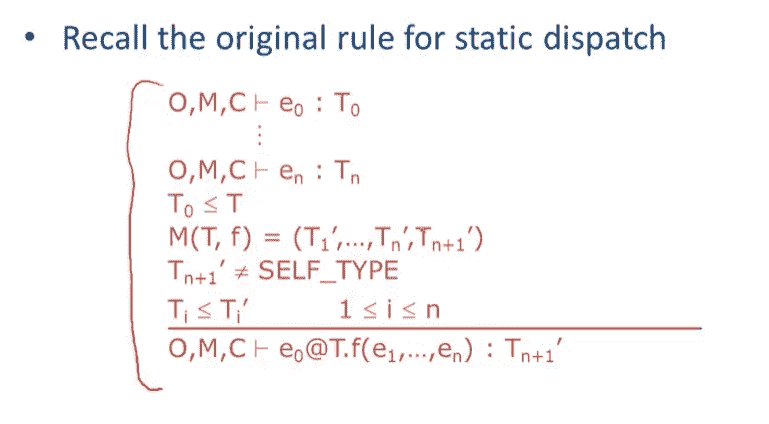 • Recall the original rule for static dispatch
O,M,C ⊢ e₀ : T₀
⋮
O,M,C ⊢ eₙ : Tₙ
T₀ ≤ T
M(T, f) = (T₁′,...,Tₙ′,Tₙ₊₁′)
Tₙ₊₁′ ≠ SELF_TYPE
Tᵢ ≤ Tᵢ′ 1 ≤ i ≤ n
O,M,C ⊢ e₀@T.f(e₁,...,eₙ) : Tₙ₊₁′